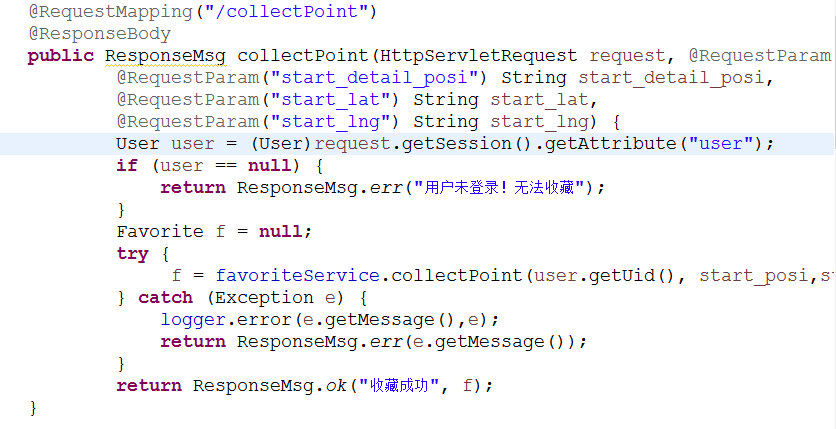 @RequestMapping("/collectPoint")
@ResponseBody
public ResponseMsg collectPoint(HttpServletRequest request, @RequestParam
@RequestParam("start_detail_posi") String start_detail_posi,
@RequestParam("start_lat") String start_lat,
@RequestParam("start_lng") String start_lng) {
User user = (User)request.getSession().getAttribute("user");
if (user == null) {
return ResponseMsg.err("用户未登录！无法收藏");
}
Favorite f = null;
try {
f = favoriteService.collectPoint(user.getUid(), start_posi,st
} catch (Exception e) {
logger.error(e.getMessage(),e);
return ResponseMsg.err(e.getMessage());
}
return ResponseMsg.ok("收藏成功", f);
}